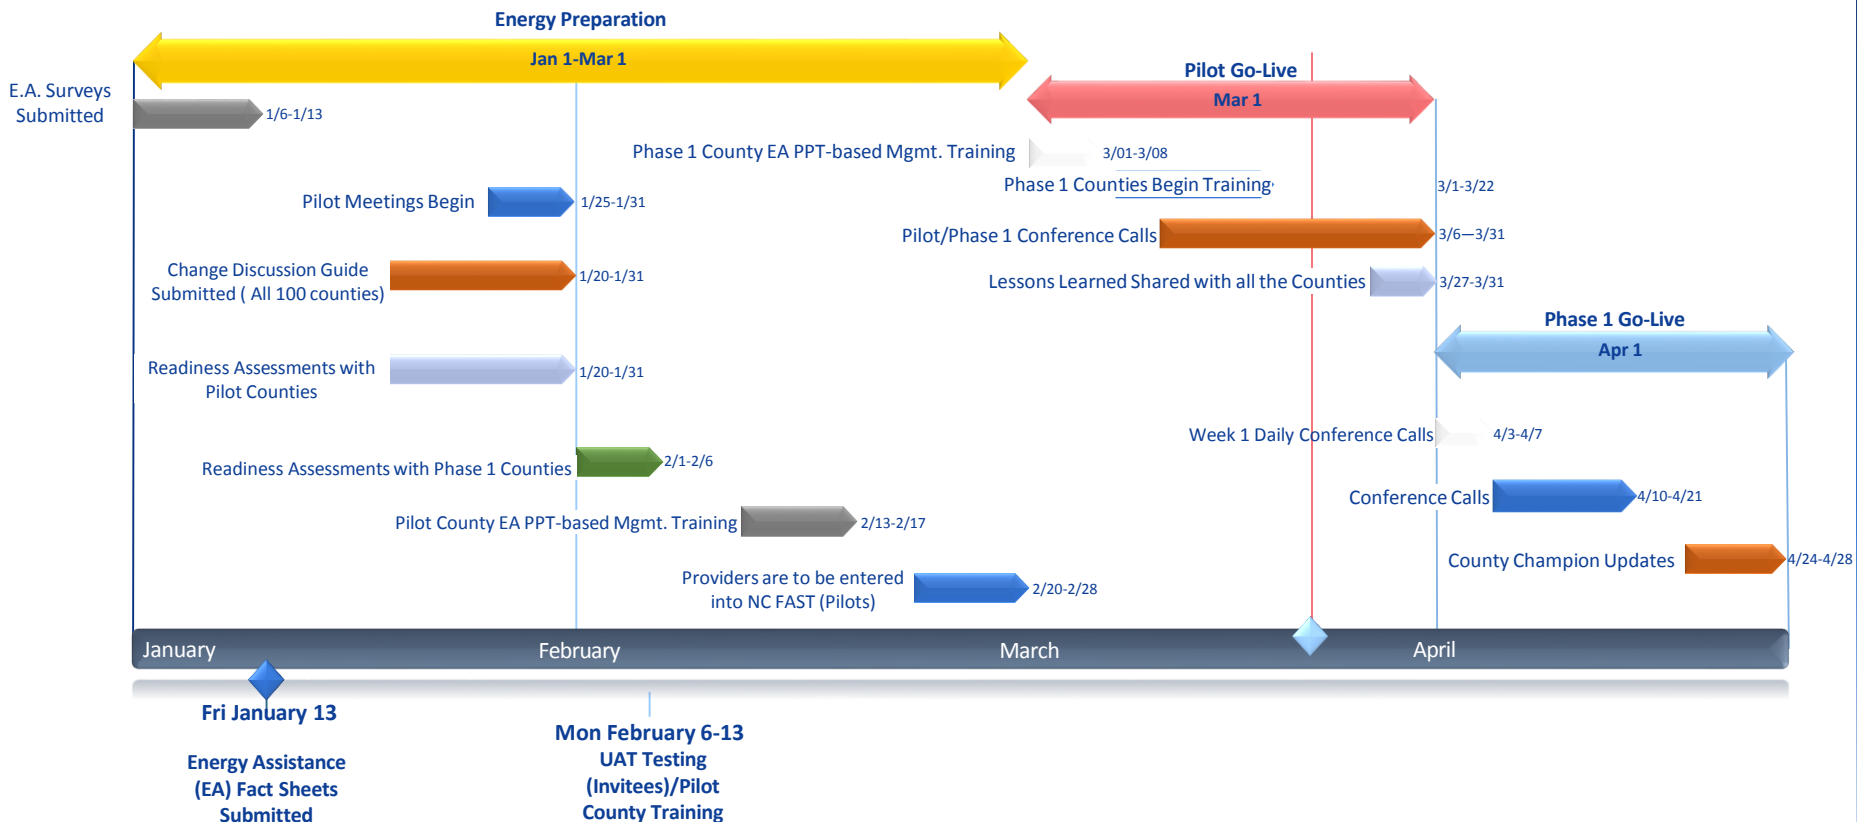 Energy Preparation
Jan 1-Mar 1
Pilot Go-Live
Mar 1
E.A. Surveys
Submitted
1/6-1/13
Phase 1 County EA PPT-based Mgmt. Training
3/01-3/08
Phase 1 Counties Begin Training
3/1-3/22
Pilot Meetings Begin
1/25-1/31
Pilot/Phase 1 Conference Calls
3/6—3/31
Change Discussion Guide
Submitted ( All 100 counties)
1/20-1/31
Lessons Learned Shared with all the Counties
3/27-3/31
Phase 1 Go-Live
Apr 1
Readiness Assessments with
Pilot Counties
1/20-1/31
Week 1 Daily Conference Calls
4/3-4/7
Readiness Assessments with Phase 1 Counties
2/1-2/6
Conference Calls
4/10-4/21
Pilot County EA PPT-based Mgmt. Training
2/13-2/17
County Champion Updates
4/24-4/28
Providers are to be entered
into NC FAST (Pilots)
2/20-2/28
January
February
March
April
Fri January 13
Energy Assistance
(EA) Fact Sheets
Submitted
Mon February 6-13
UAT Testing
(Invitees)/Pilot
County Training